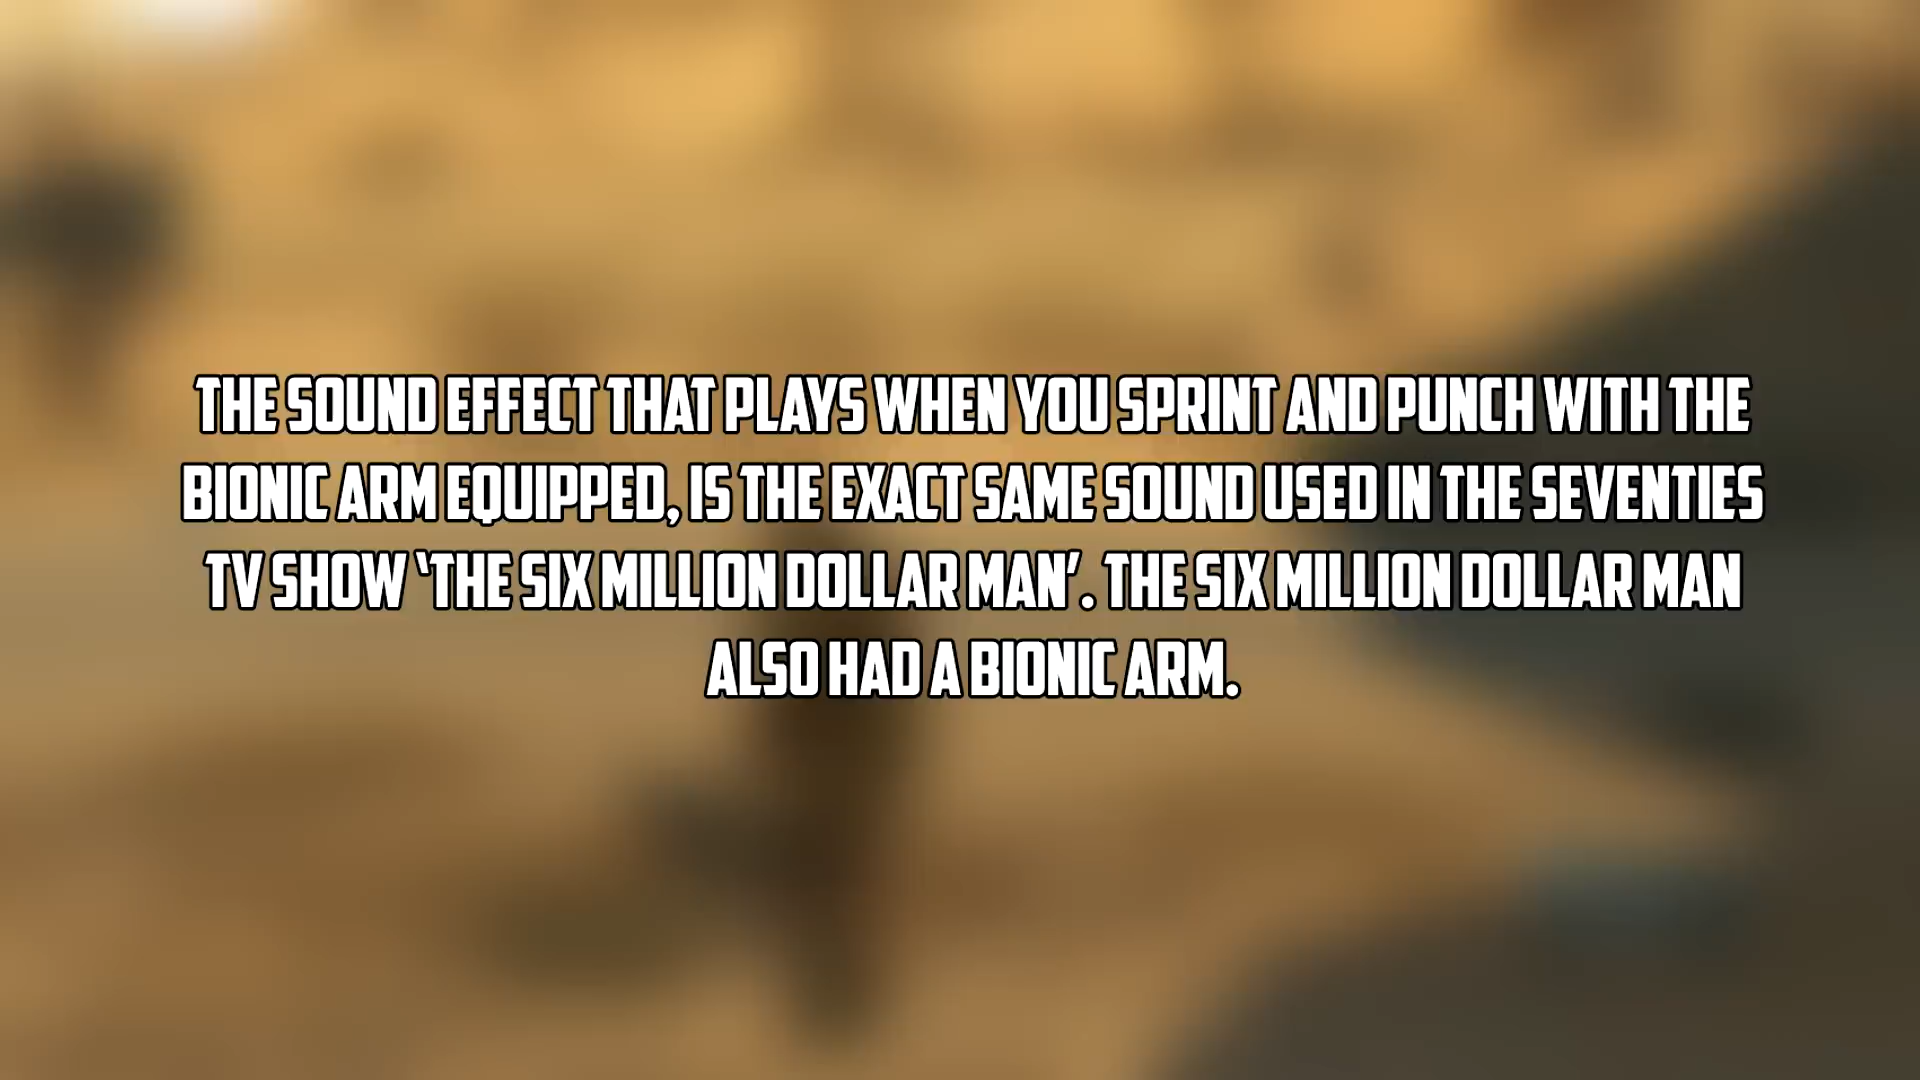 THE SOUND EFFECT THAT PLAYS WHEN YOU SPRINT AND PUNCH WITH THE
BIONIC ARM EQUIPPED, IS THE EXACT SAME SOUND USED IN THE SEVENTIES
TV SHOW ‘THE SIX MILLION DOLLAR MAN’. THE SIX MILLION DOLLAR MAN
ALSO HAD A BIONIC ARM.